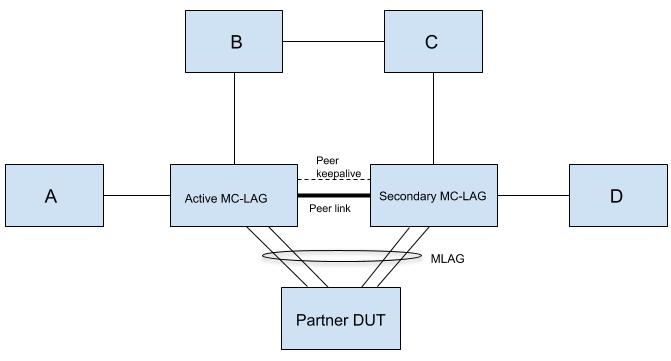 B
C
Peer
keepalive
A
Active MC-LAG
Peer link
Secondary MC-LAG
D
MLAG
Partner DUT